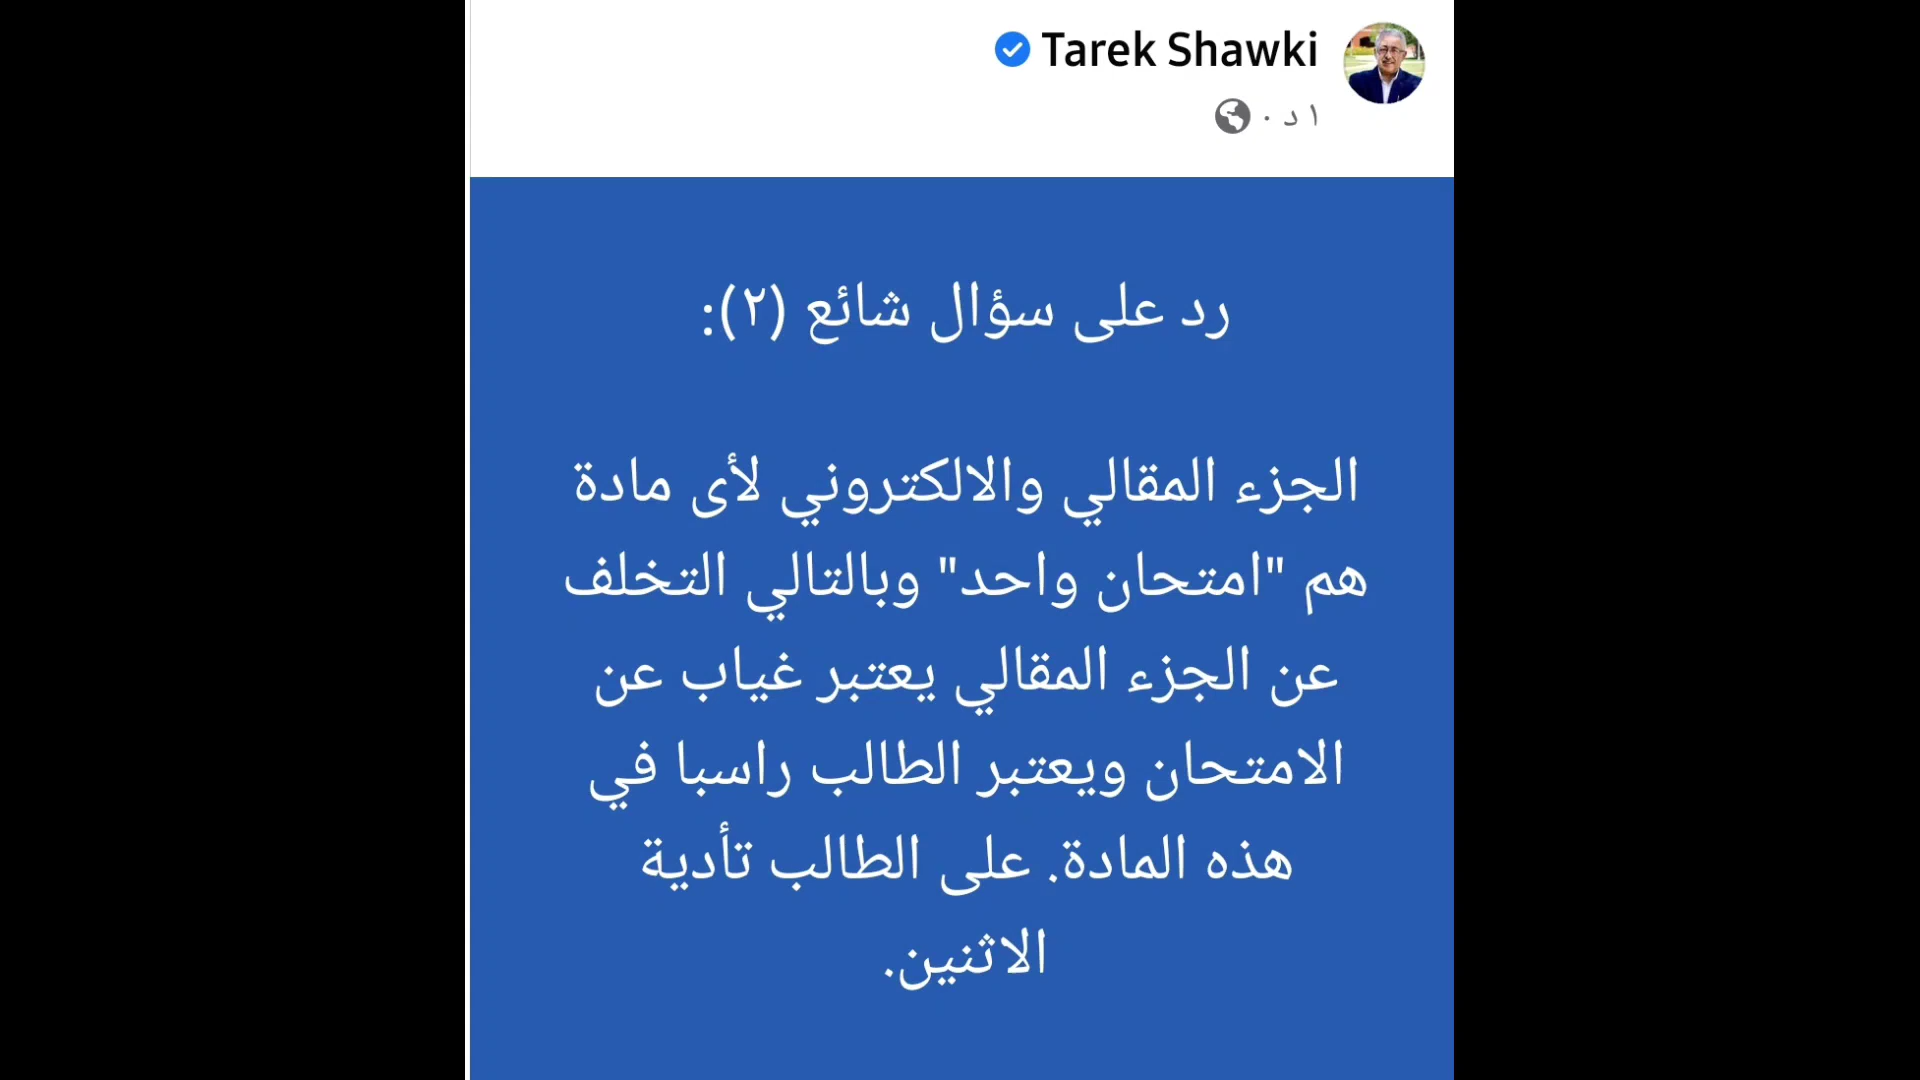 Tarek Shawki
١ د ·
رد على سؤال شائع (٢):
الجزء المقالي والالكتروني لأى مادة
هم "امتحان واحد" وبالتالي التخلف
عن الجزء المقالي يعتبر غياب عن
الامتحان ويعتبر الطالب راسبا في
هذه المادة. على الطالب تأدية
الاثنين.